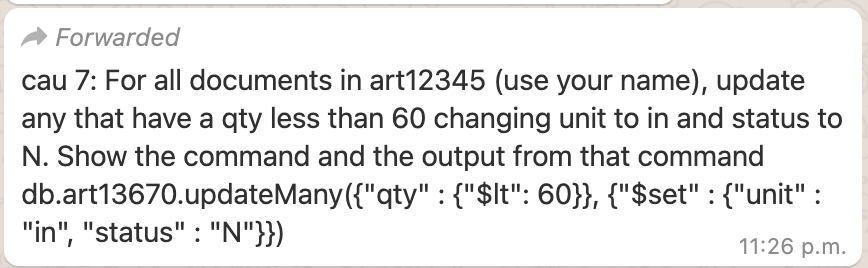 Forwarded
cau 7: For all documents in art12345 (use your name), update
any that have a qty less than 60 changing unit to in and status to
N. Show the command and the output from that command
db.art13670.updateMany({"qty" : {"$lt": 60}}, {"$set" : {"unit" :
"in", "status" : "N"}})
11:26 p.m.